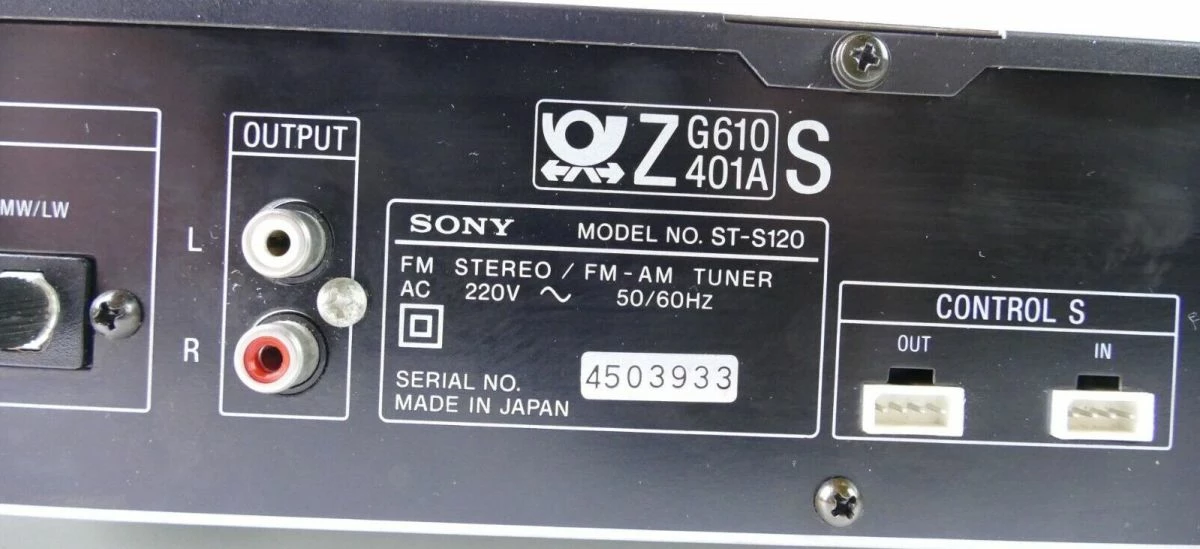 MW/LW
OUTPUT
L
R
Z G610 401A S
SONY MODEL NO. ST-S120
FM STEREO / FM-AM TUNER
AC 220V ~ 50/60HZ
SERIAL NO. 4503933
MADE IN JAPAN
CONTROL S
OUT IN